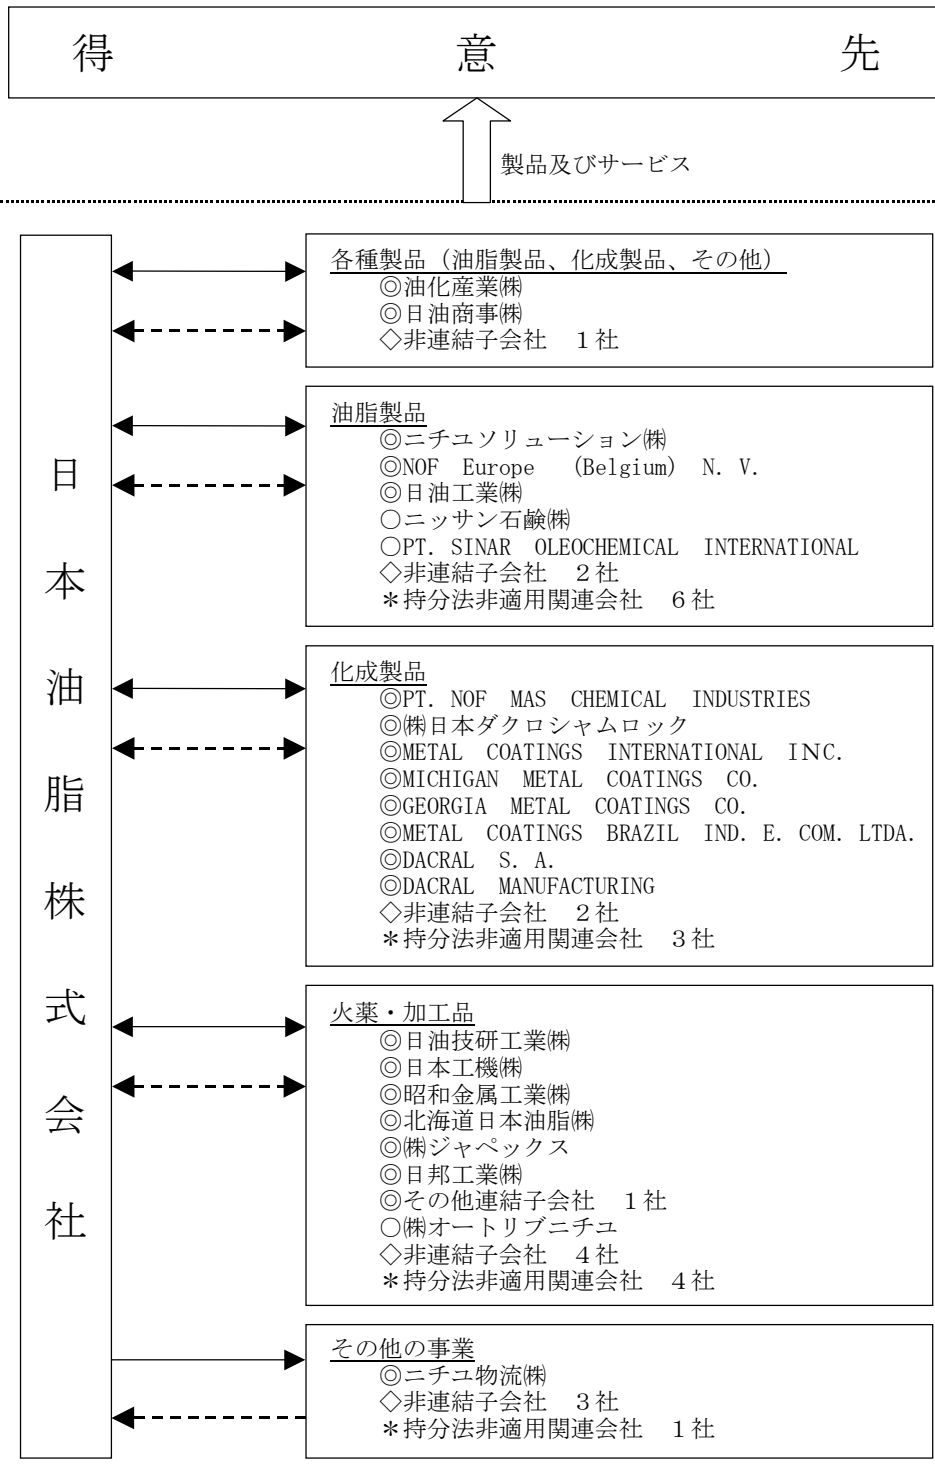 得意先
製品及びサービス
日本油脂株式会社
各種製品（油脂製品、化成製品、その他）
◎油化産業㈱
◎日油商事㈱
◇非連結子会社　１社
油脂製品
◎ニチユソリューション㈱
◎NOF Europe (Belgium) N. V.
◎日油工業㈱
○ニッサン石鹸㈱
○PT. SINAR OLEOCHEMICAL INTERNATIONAL
◇非連結子会社　２社
＊持分法非適用関連会社　６社
化成製品
◎PT. NOF MAS CHEMICAL INDUSTRIES
◎㈱日本ダクロシャムロック
◎METAL COATINGS INTERNATIONAL INC.
◎MICHIGAN METAL COATINGS CO.
◎GEORGIA METAL COATINGS CO.
◎METAL COATINGS BRAZIL IND. E. COM. LTDA.
◎DACRAL S. A.
◎DACRAL MANUFACTURING
◇非連結子会社　２社
＊持分法非適用関連会社　３社
火薬・加工品
◎日油技研工業㈱
◎日本工機㈱
◎昭和金属工業㈱
◎北海道日本油脂㈱
◎㈱ジャペックス
◎日邦工業㈱
◎その他連結子会社　１社
○㈱オートリブニチユ
◇非連結子会社　４社
＊持分法非適用関連会社　４社
その他の事業
◎ニチユ物流㈱
◇非連結子会社　３社
＊持分法非適用関連会社　１社